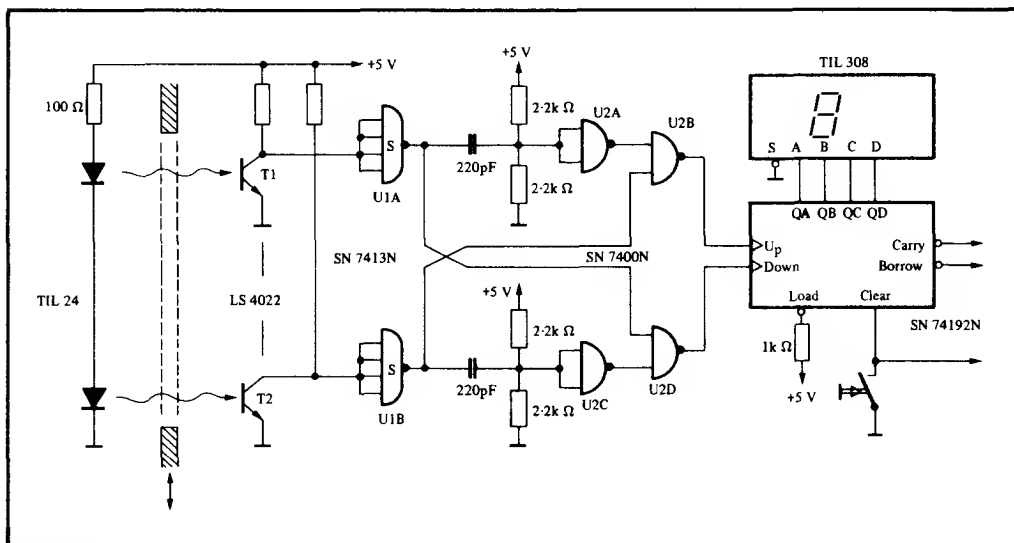 TIL 308
+5 V
+5 V
100 Ω
2·2k Ω
U2A
U2B
S
S A B C D
T1
220pF
U1A
2·2k Ω
QA QB QC QD
SN 7413N
SN 7400N
Up
Carry
Down
Borrow
TIL 24
LS 4022
+5 V
Load
Clear
SN 74192N
2·2k Ω
1k Ω
S
T2
220pF
U2D
+5 V
U1B
2·2k Ω
U2C